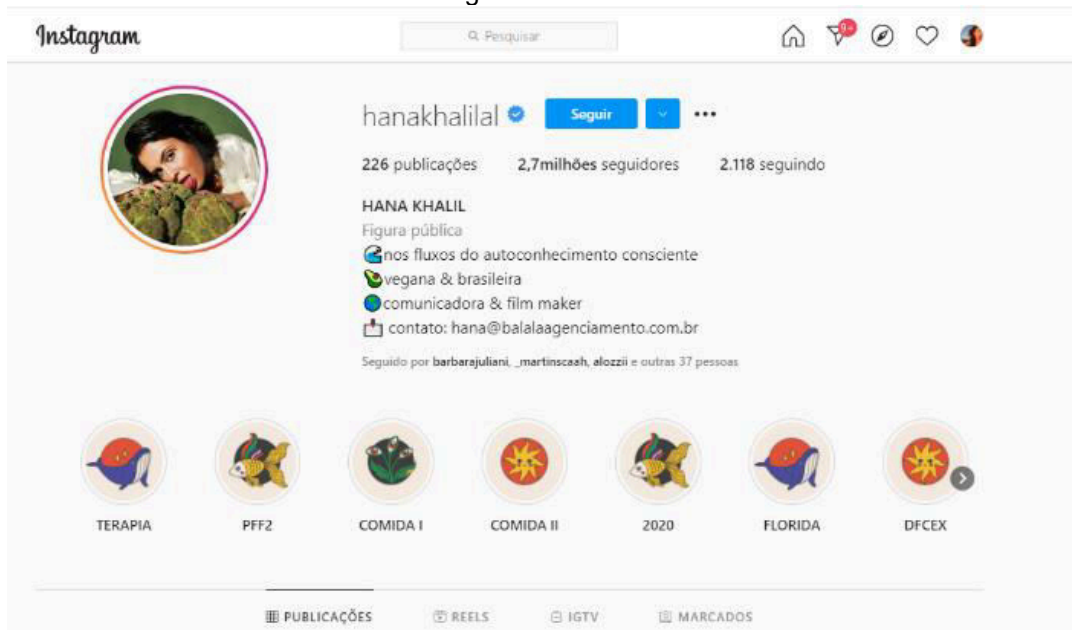 Instagram
Pesquisar
9+
hanakhalilal
Seguir
226 publicações 2,7milhões seguidores 2.118 seguindo
HANA KHALIL
Figura pública
nos fluxos do autoconhecimento consciente
vegana & brasileira
comunicadora & film maker
contato: hana@balalaagenciamento.com.br
Seguido por barbarajuliani, _martinscaah, alozzii e outras 37 pessoas
TERAPIA PFF2 COMIDA I COMIDA II 2020 FLORIDA DFCEX
PUBLICAÇÕES REELS IGTV MARCADOS